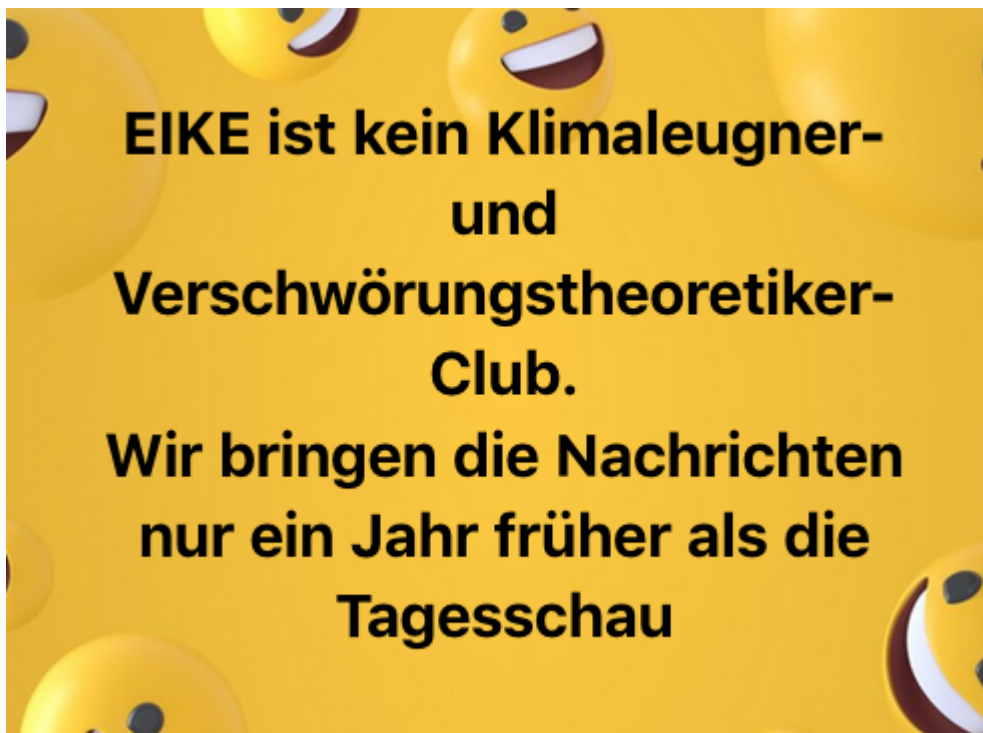 EIKE ist kein Klimaleugner-
und
Verschwörungstheoretiker-
Club.
Wir bringen die Nachrichten
nur ein Jahr früher als die
Tagesschau